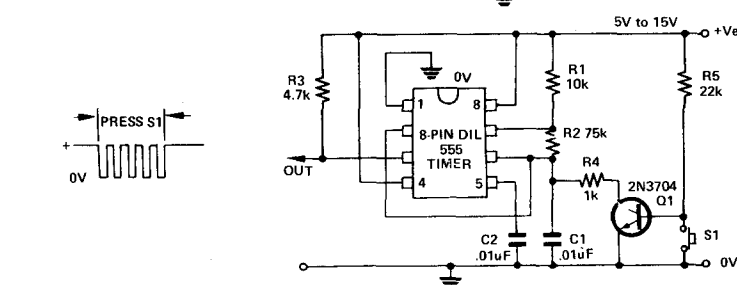 5V to 15V
+Ve
R3
4.7k
0V
R1
10k
R5
22k
PRESS S1
+
0V
1
8
8-PIN DIL
555
TIMER
4
5
R2 75k
OUT
R4
1k
2N3704
Q1
S1
C2
.01uF
C1
.01uF
0V